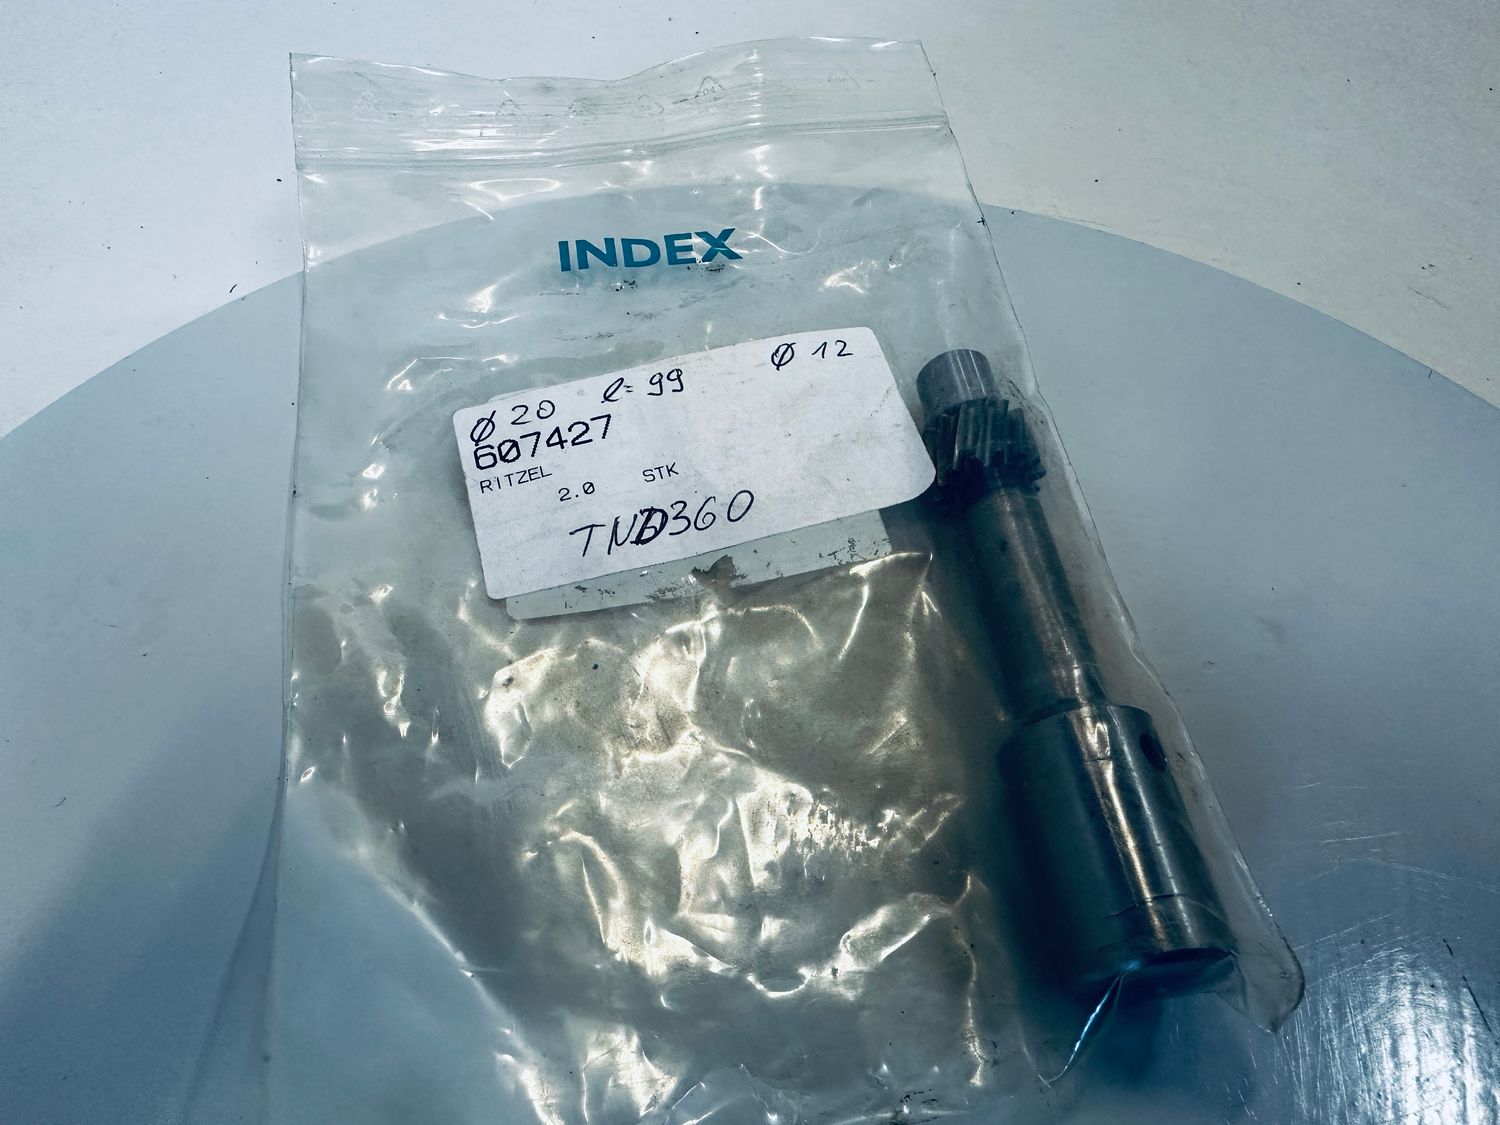 INDEX
Ø 20 l= 99 Ø 12
607427
RITZEL
2.0 STK
TND360